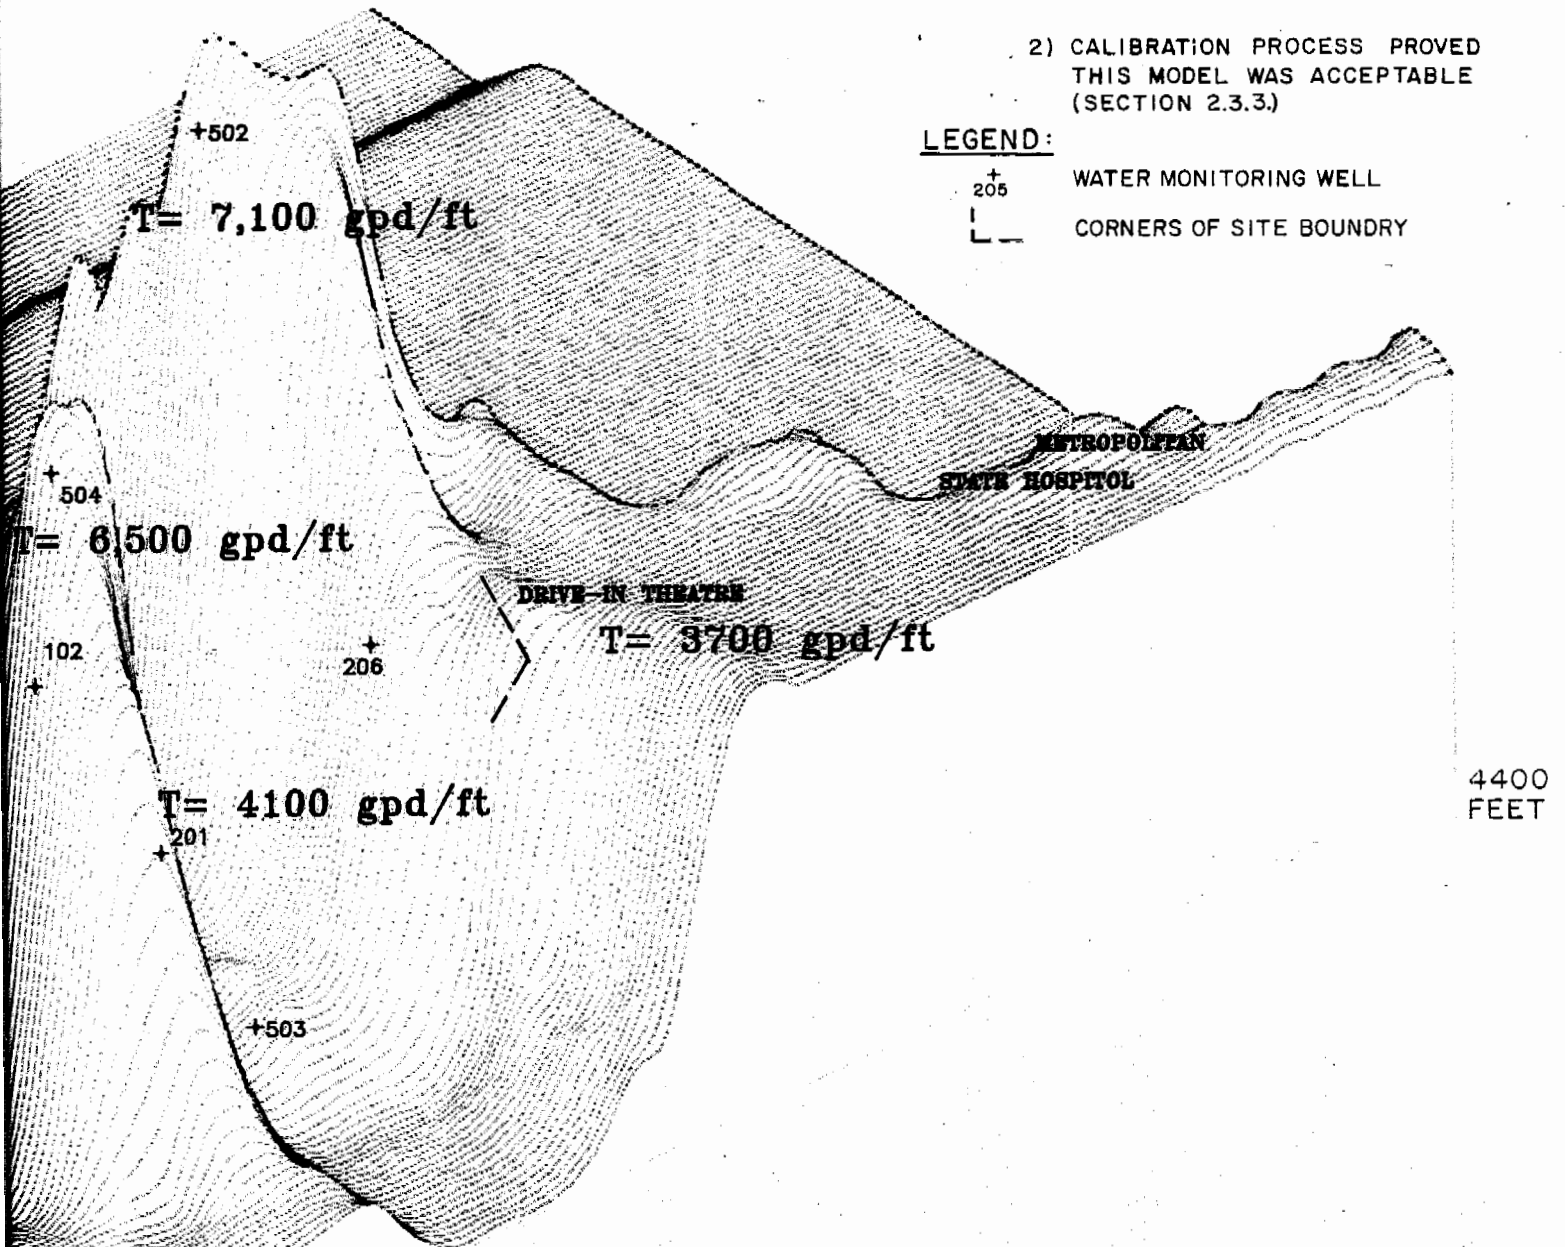 2) CALIBRATION PROCESS PROVED
THIS MODEL WAS ACCEPTABLE
(SECTION 2.3.3.)
LEGEND:
+
205
WATER MONITORING WELL
CORNERS OF SITE BOUNDRY
+502
T= 7,100 gpd/ft
METROPOLITAN
STATE HOSPITOL
504
T= 6,500 gpd/ft
DRIVE-IN THEATRE
T= 3700 gpd/ft
102
206
4400
FEET
T= 4100 gpd/ft
201
+503